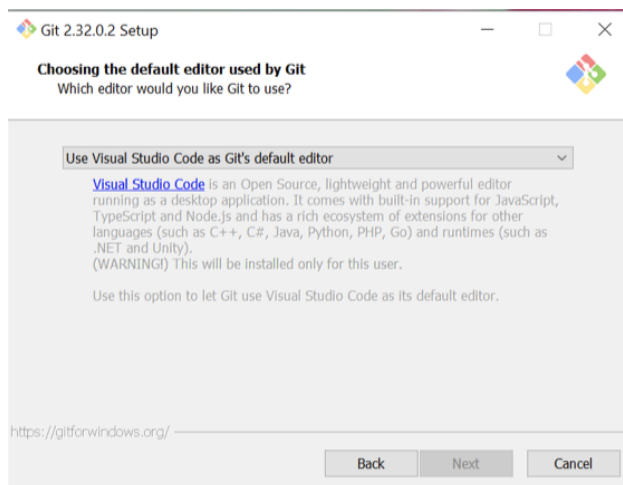 Git 2.32.0.2 Setup
Choosing the default editor used by Git
Which editor would you like Git to use?
Use Visual Studio Code as Git's default editor
Visual Studio Code is an Open Source, lightweight and powerful editor
running as a desktop application. It comes with built-in support for JavaScript,
TypeScript and Node.js and has a rich ecosystem of extensions for other
languages (such as C++, C#, Java, Python, PHP, Go) and runtimes (such as
.NET and Unity).
(WARNING!) This will be installed only for this user.
Use this option to let Git use Visual Studio Code as its default editor.
https://gitforwindows.org/
Back Next Cancel